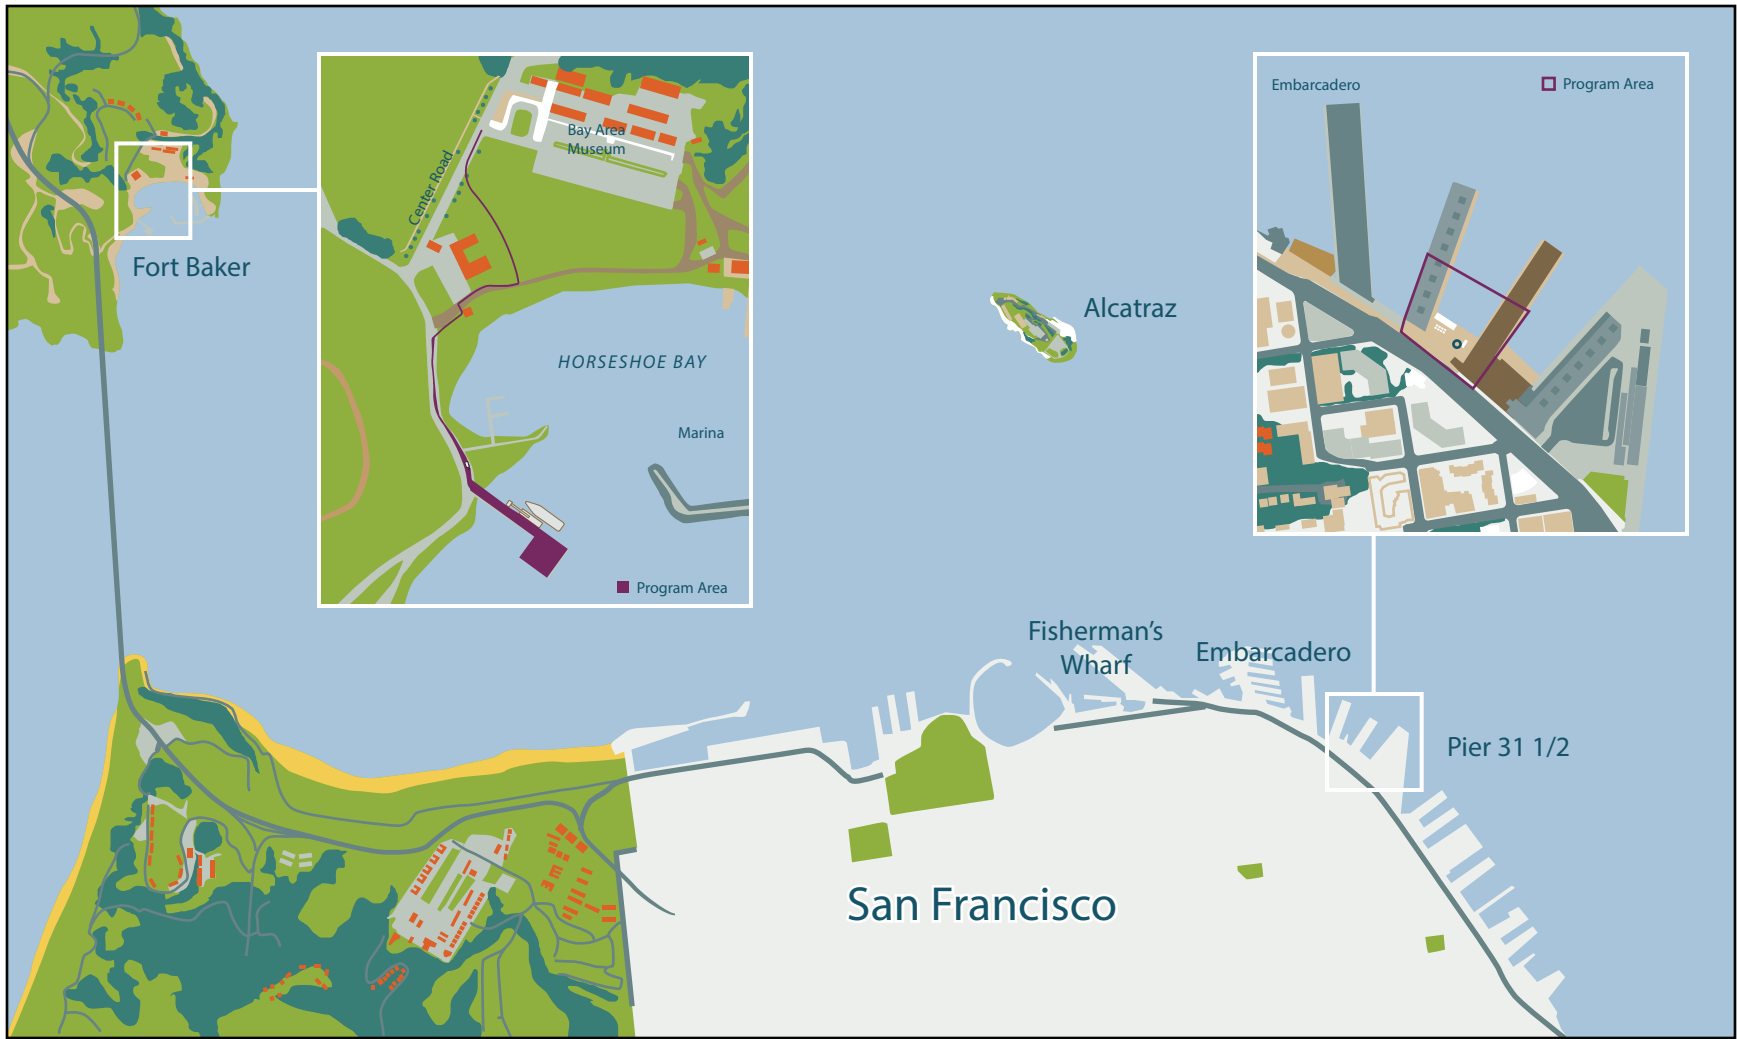 Embarcadero
Program Area
Bay Area
Museum
Center Road
Fort Baker
Alcatraz
HORSESHOE BAY
Marina
Program Area
Fisherman's
Wharf
Embarcadero
Pier 31 1/2
San Francisco